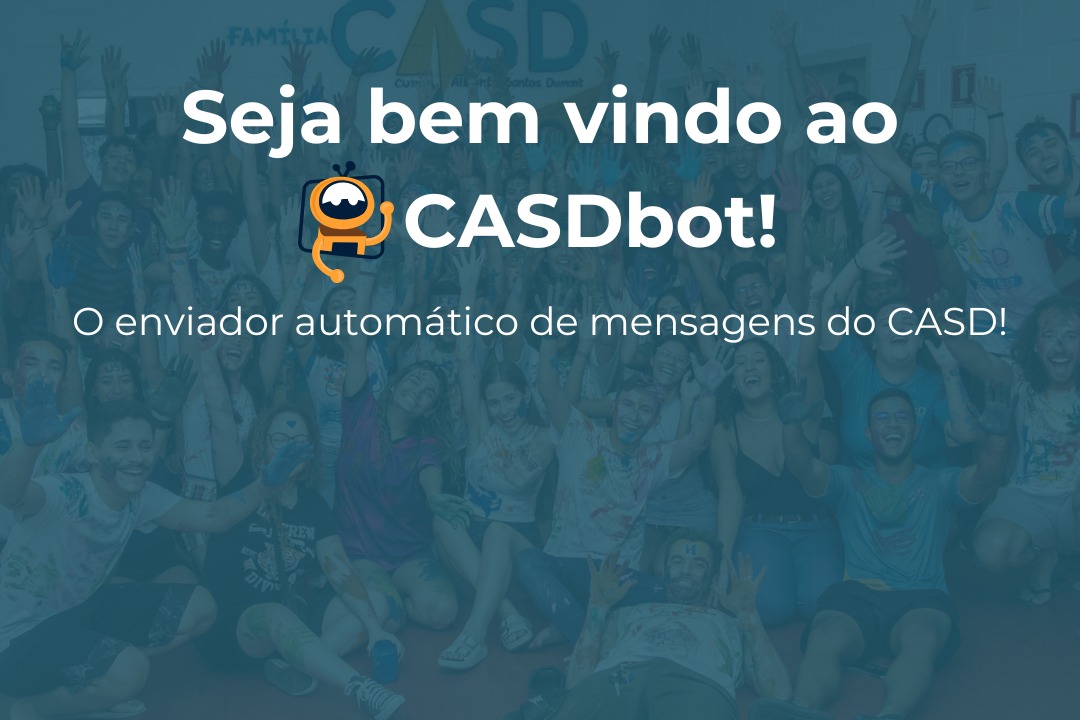 FAMÍLIA CASD
Seja bem vindo ao
CASDbot!
O enviador automático de mensagens do CASD!